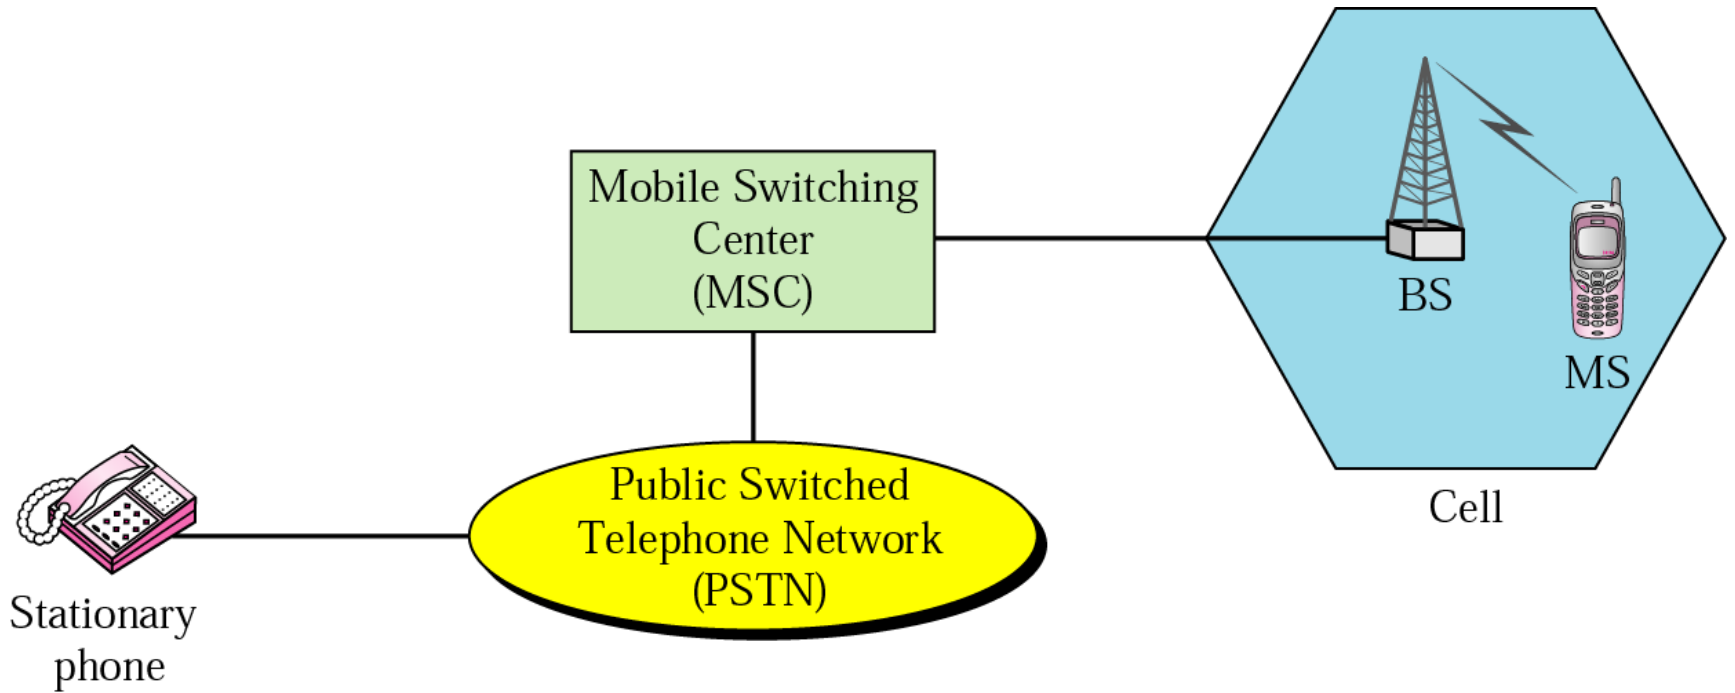 Mobile Switching
Center
(MSC)
BS
MS
Cell
Public Switched
Telephone Network
(PSTN)
Stationary
phone